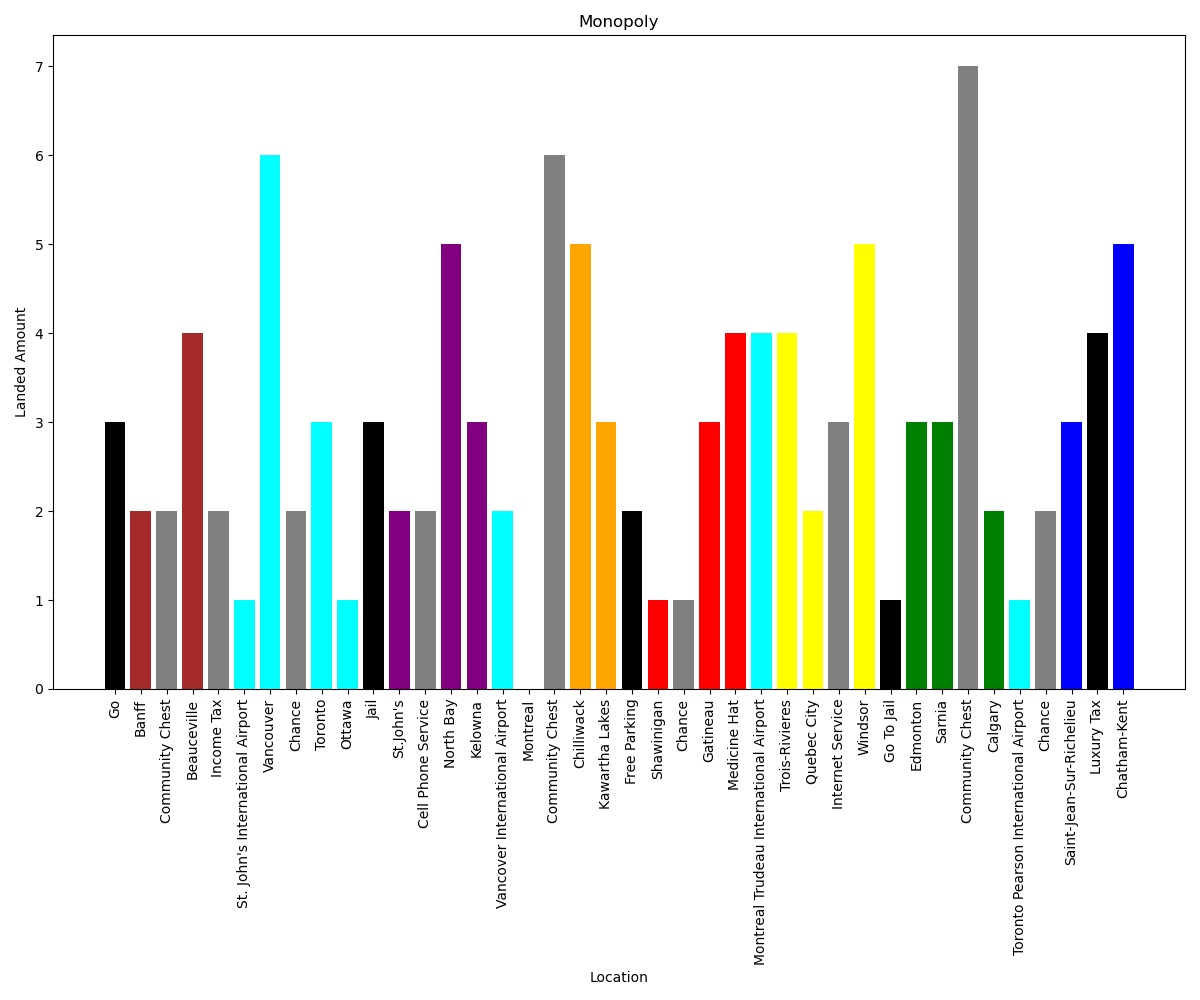 Monopoly
Landed Amount
7
6
5
4
3
2
1
0
Go
Banff
Community Chest
Beauceville
Income Tax
St. John's International Airport
Vancouver
Chance
Toronto
Ottawa
Jail
St.John's
Cell Phone Service
North Bay
Kelowna
Vancover International Airport
Montreal
Community Chest
Chilliwack
Kawartha Lakes
Free Parking
Shawinigan
Chance
Gatineau
Medicine Hat
Montreal Trudeau International Airport
Trois-Rivieres
Quebec City
Internet Service
Windsor
Go To Jail
Edmonton
Sarnia
Community Chest
Calgary
Toronto Pearson International Airport
Chance
Saint-Jean-Sur-Richelieu
Luxury Tax
Chatham-Kent
Location